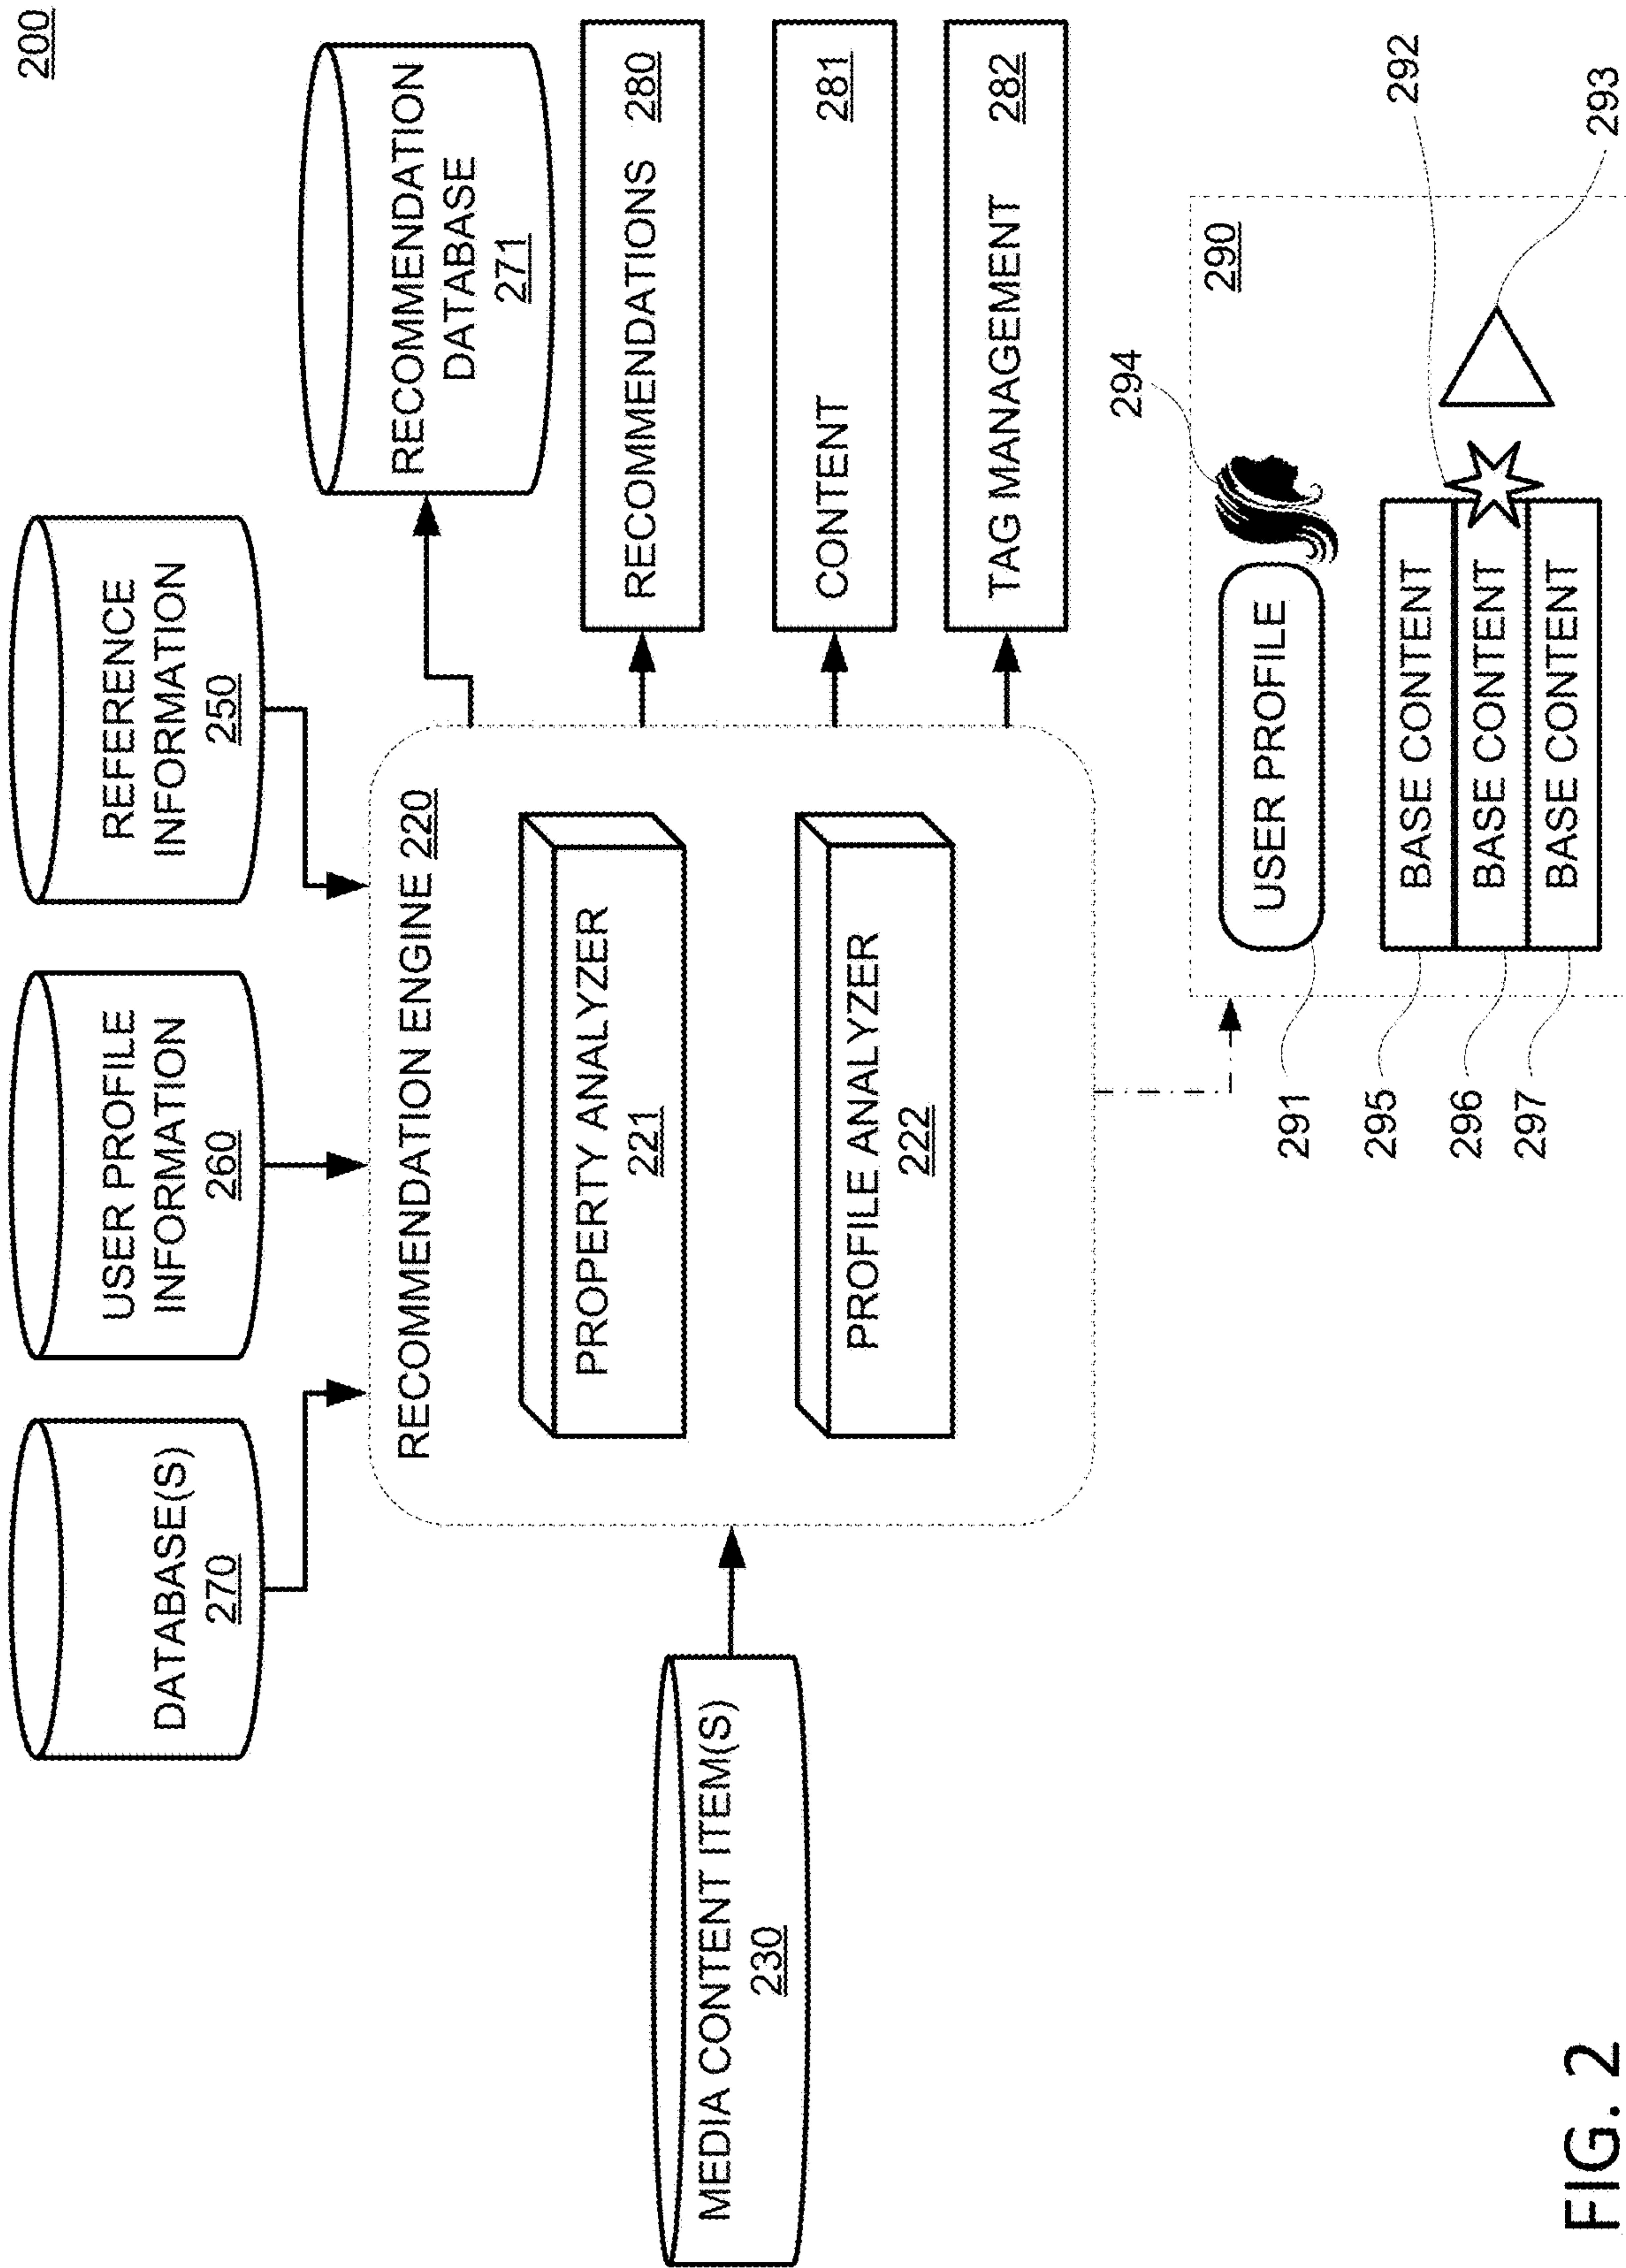 200
DATABASE(S)
270
USER PROFILE
INFORMATION
260
REFERENCE
INFORMATION
250
RECOMMENDATION
DATABASE
271
MEDIA CONTENT ITEM(S)
230
RECOMMENDATION ENGINE 220
PROPERTY ANALYZER
221
PROFILE ANALYZER
222
RECOMMENDATIONS 280
CONTENT 281
TAG MANAGEMENT 282
290
294
USER PROFILE
291
292
293
BASE CONTENT
295
BASE CONTENT
296
BASE CONTENT
297
FIG. 2